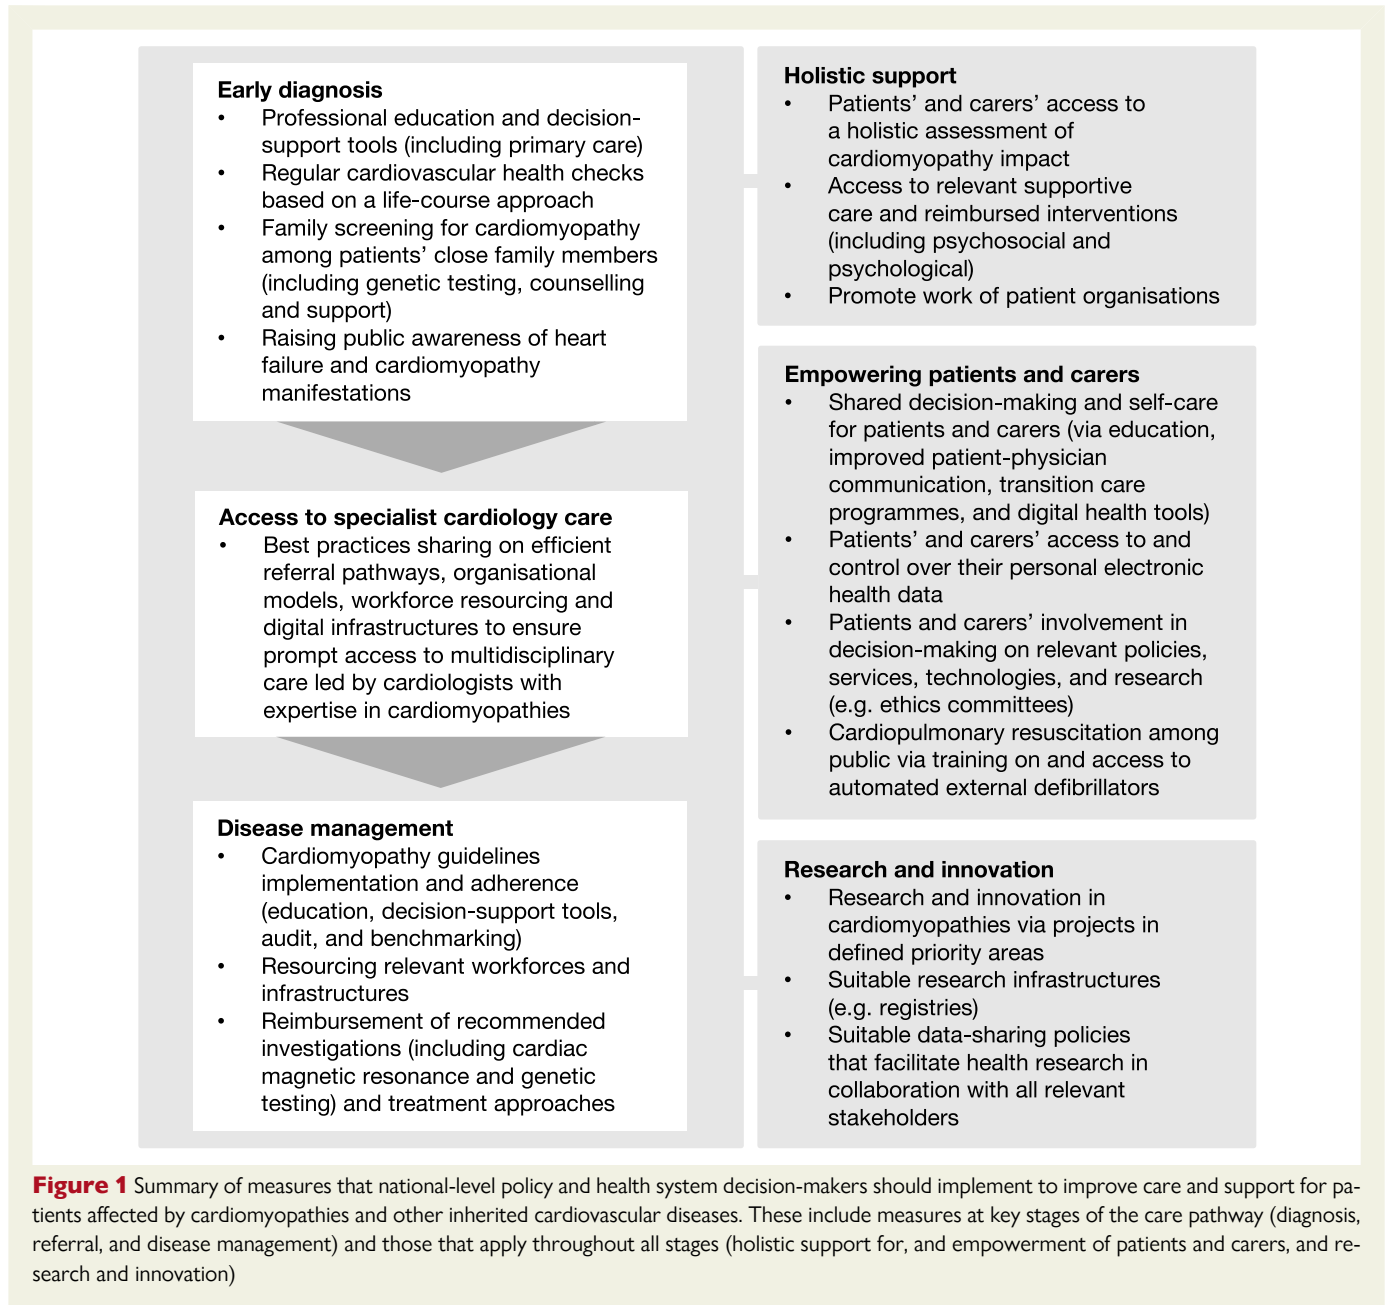 Early diagnosis
• Professional education and decision-
support tools (including primary care)
• Regular cardiovascular health checks
based on a life-course approach
• Family screening for cardiomyopathy
among patients’ close family members
(including genetic testing, counselling
and support)
• Raising public awareness of heart
failure and cardiomyopathy
manifestations
Access to specialist cardiology care
• Best practices sharing on efficient
referral pathways, organisational
models, workforce resourcing and
digital infrastructures to ensure
prompt access to multidisciplinary
care led by cardiologists with
expertise in cardiomyopathies
Disease management
• Cardiomyopathy guidelines
implementation and adherence
(education, decision-support tools,
audit, and benchmarking)
• Resourcing relevant workforces and
infrastructures
• Reimbursement of recommended
investigations (including cardiac
magnetic resonance and genetic
testing) and treatment approaches
Holistic support
• Patients’ and carers’ access to
a holistic assessment of
cardiomyopathy impact
• Access to relevant supportive
care and reimbursed interventions
(including psychosocial and
psychological)
• Promote work of patient organisations
Empowering patients and carers
• Shared decision-making and self-care
for patients and carers (via education,
improved patient-physician
communication, transition care
programmes, and digital health tools)
• Patients’ and carers’ access to and
control over their personal electronic
health data
• Patients and carers’ involvement in
decision-making on relevant policies,
services, technologies, and research
(e.g. ethics committees)
• Cardiopulmonary resuscitation among
public via training on and access to
automated external defibrillators
Research and innovation
• Research and innovation in
cardiomyopathies via projects in
defined priority areas
• Suitable research infrastructures
(e.g. registries)
• Suitable data-sharing policies
that facilitate health research in
collaboration with all relevant
stakeholders
Figure 1 Summary of measures that national-level policy and health system decision-makers should implement to improve care and support for pa-
tients affected by cardiomyopathies and other inherited cardiovascular diseases. These include measures at key stages of the care pathway (diagnosis,
referral, and disease management) and those that apply throughout all stages (holistic support for, and empowerment of patients and carers, and re-
search and innovation)